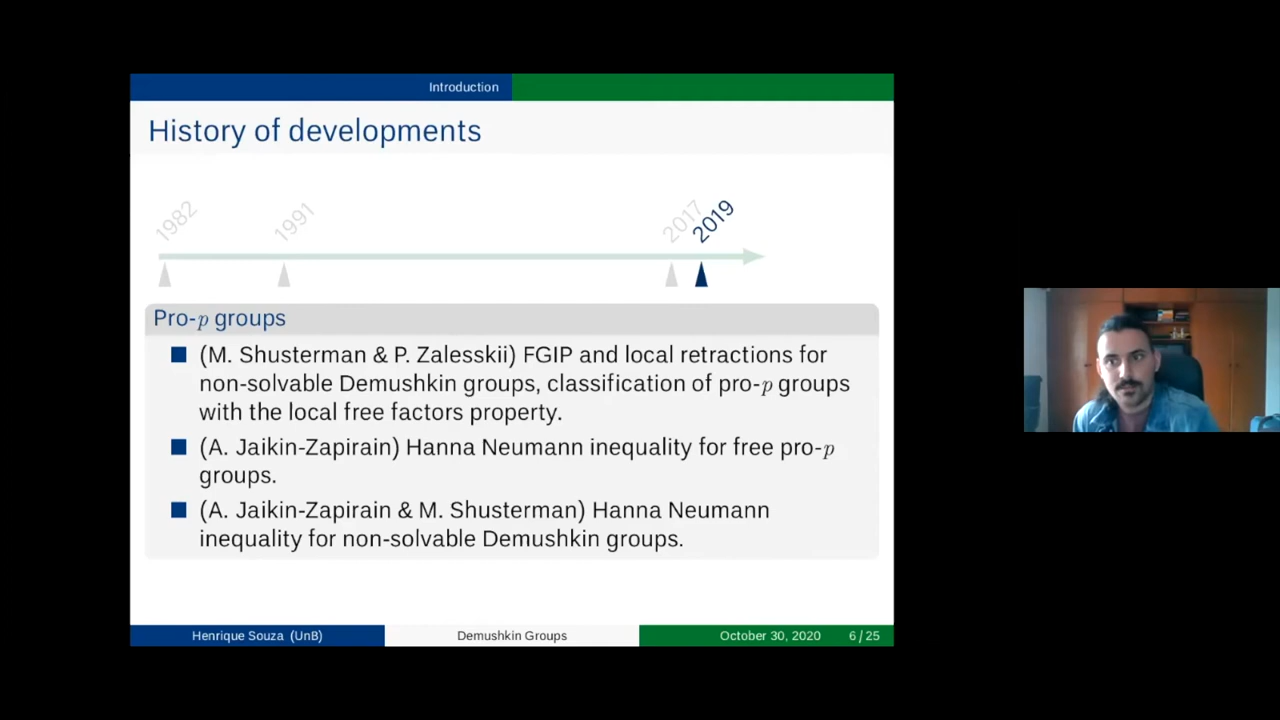 Introduction
History of developments
1982
1991
2017
2019
Pro-p groups
(M. Shusterman & P. Zalesskii) FGIP and local retractions for
non-solvable Demushkin groups, classification of pro-p groups
with the local free factors property.
(A. Jaikin-Zapirain) Hanna Neumann inequality for free pro-p
groups.
(A. Jaikin-Zapirain & M. Shusterman) Hanna Neumann
inequality for non-solvable Demushkin groups.
Henrique Souza (UnB)
Demushkin Groups
October 30, 2020
6 / 25